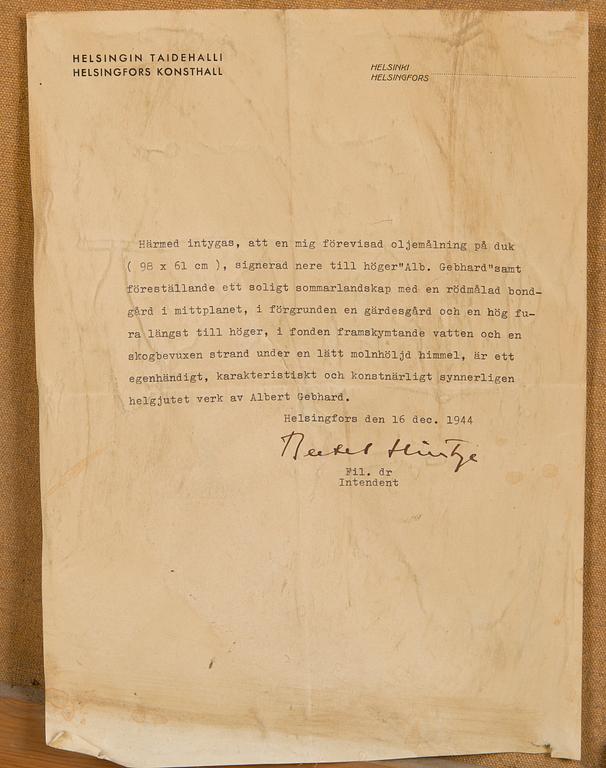 HELSINGIN TAIDEHALLI
HELSINGFORS KONSTHALL
HELSINKI
HELSINGFORS
Härmed intygas, att en mig förevisad oljemålning på duk
( 98 x 61 cm ), signerad nere till höger"Alb. Gebhard"samt
föreställande ett soligt sommarlandskap med en rödmålad bond-
gård i mittplanet, i förgrunden en gärdesgård och en hög fu-
ra längst till höger, i fonden framskymtande vatten och en
skogbevuxen strand under en lätt molnhöljd himmel, är ett
egenhändigt, karakteristiskt och konstnärligt synnerligen
helgjutet verk av Albert Gebhard.
Helsingfors den 16 dec. 1944
Bertel Hintze
Fil. dr
Intendent